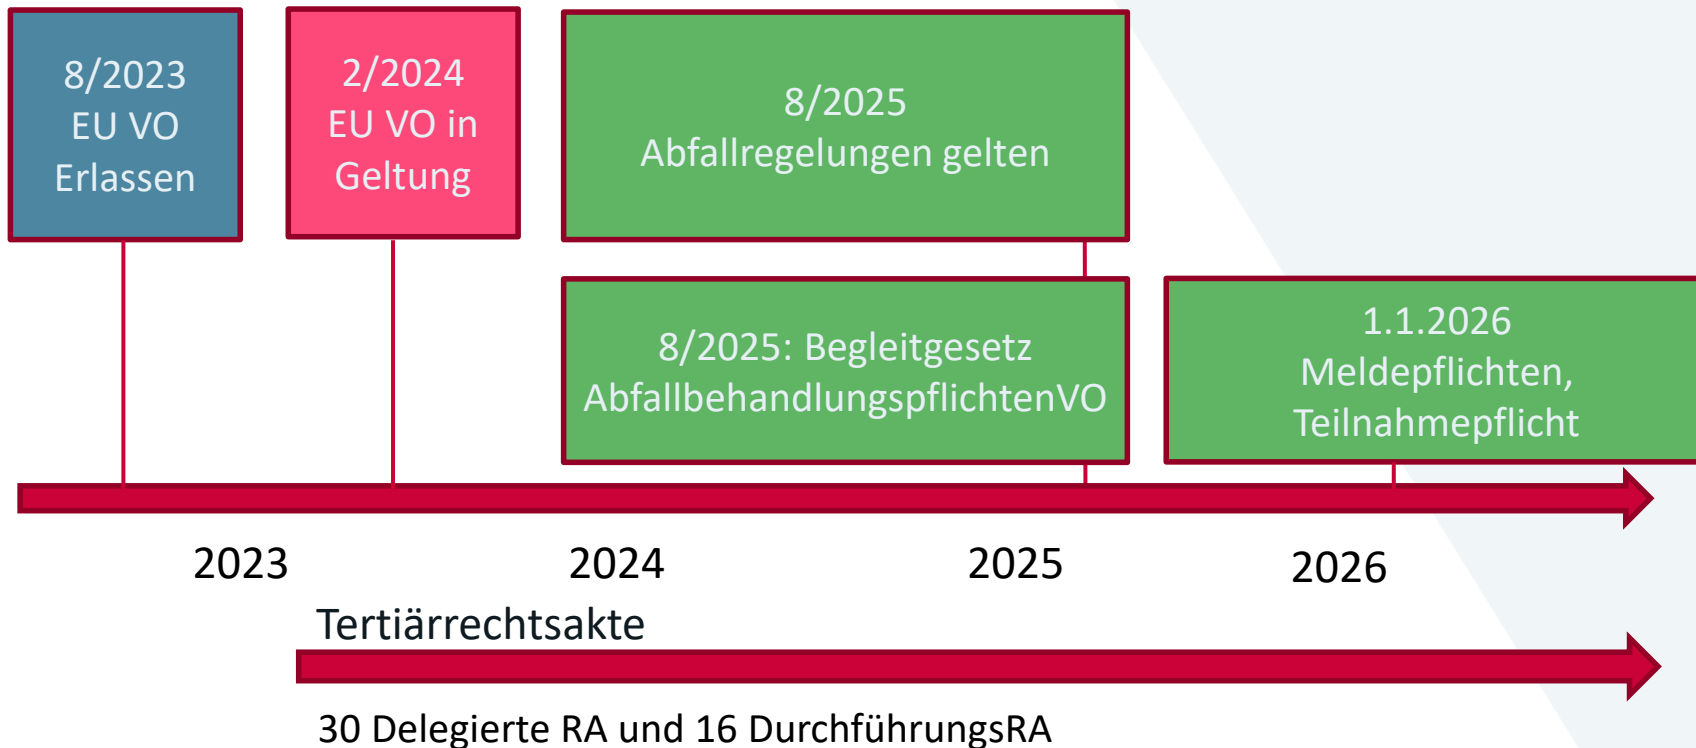 8/2023
EU VO
Erlassen
2/2024
EU VO in
Geltung
8/2025
Abfallregelungen gelten
8/2025: Begleitgesetz
AbfallbehandlungspflichtenVO
1.1.2026
Meldepflichten,
Teilnahmepflicht
2023 2024 2025 2026
Tertiärrechtsakte
30 Delegierte RA und 16 DurchführungsRA